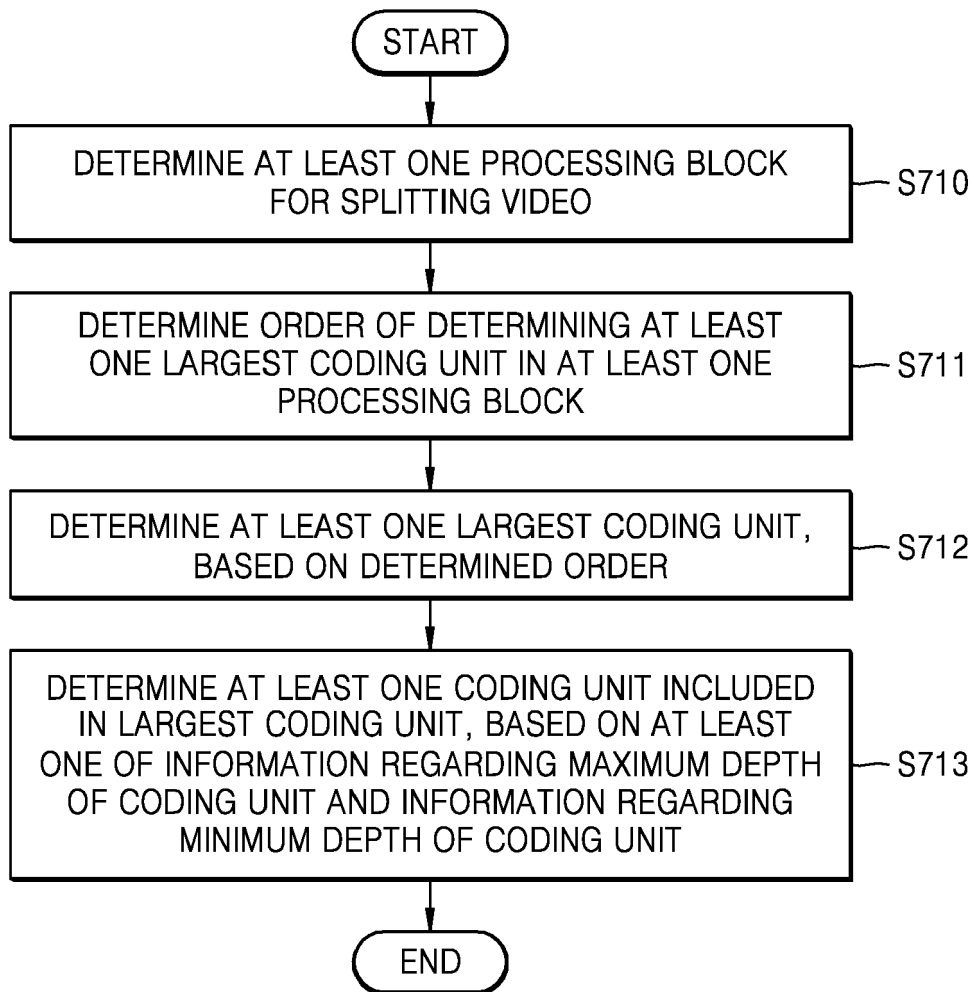 START
DETERMINE AT LEAST ONE PROCESSING BLOCK
FOR SPLITTING VIDEO
S710
DETERMINE ORDER OF DETERMINING AT LEAST
ONE LARGEST CODING UNIT IN AT LEAST ONE
PROCESSING BLOCK
S711
DETERMINE AT LEAST ONE LARGEST CODING UNIT,
BASED ON DETERMINED ORDER
S712
DETERMINE AT LEAST ONE CODING UNIT INCLUDED
IN LARGEST CODING UNIT, BASED ON AT LEAST
ONE OF INFORMATION REGARDING MAXIMUM DEPTH
OF CODING UNIT AND INFORMATION REGARDING
MINIMUM DEPTH OF CODING UNIT
S713
END